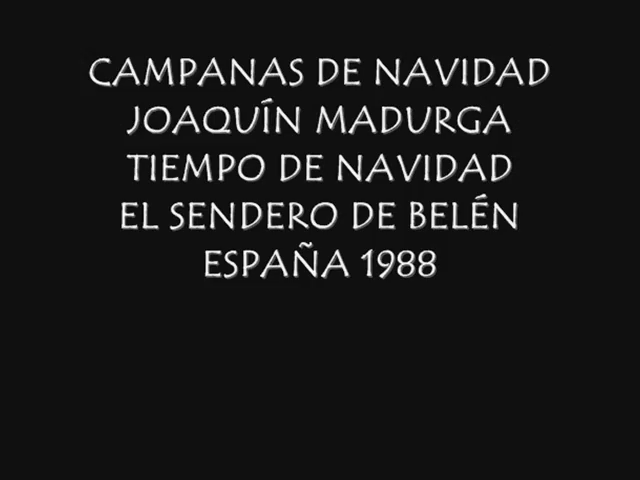 CAMPANAS DE NAVIDAD
JOAQUÍN MADURGA
TIEMPO DE NAVIDAD
EL SENDERO DE BELÉN
ESPAÑA 1988